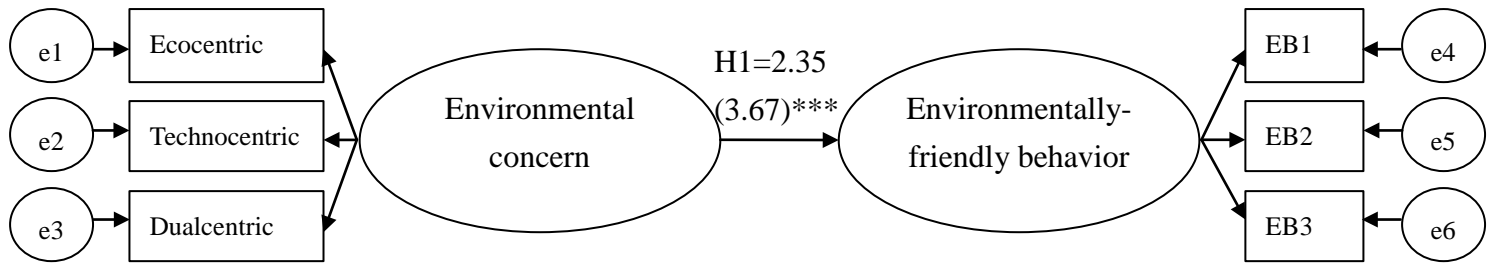 e1
Ecocentric
e2
Technocentric
e3
Dualcentric
Environmental
concern
H1=2.35
(3.67)***
Environmentally-
friendly behavior
EB1
e4
EB2
e5
EB3
e6